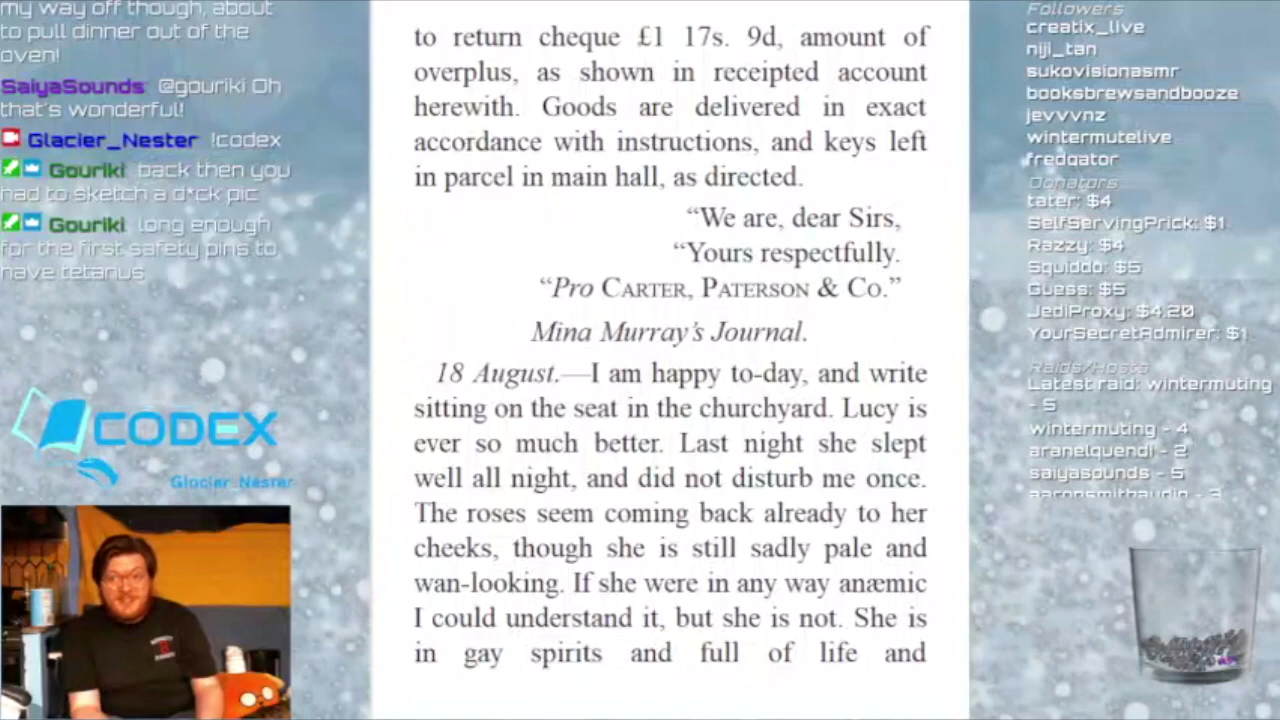 my way off though, about
to pull dinner out of the
oven!
SaiyaSounds: @gouriki Oh
that's wonderful!
Glacier_Nester: !codex
Gouriki: back then you
had to sketch a d*ck pic
Gouriki: long enough
for the first safety pins to
have tetanus
CODEX
Glacier_Nester
to return cheque £1 17s. 9d, amount of
overplus, as shown in receipted account
herewith. Goods are delivered in exact
accordance with instructions, and keys left
in parcel in main hall, as directed.
“We are, dear Sirs,
“Yours respectfully.
“Pro CARTER, PATERSON & CO.”
Mina Murray’s Journal.
18 August.—I am happy to-day, and write
sitting on the seat in the churchyard. Lucy is
ever so much better. Last night she slept
well all night, and did not disturb me once.
The roses seem coming back already to her
cheeks, though she is still sadly pale and
wan-looking. If she were in any way anæmic
I could understand it, but she is not. She is
in gay spirits and full of life and
Followers
creatix_live
niji_tan
sukovisionasmr
booksbrewsandbooze
jevvvnz
wintermutelive
fredgator
Donators
tater: $4
SelfServingPrick: $1
Razzy: $4
Squiddo: $5
Guess: $5
JediProxy: $4.20
YourSecretAdmirer: $1
Raids/Hosts
Latest raid: wintermuting
- 5
wintermuting - 4
aranelquendi - 2
saiyasounds - 5
aaronsmithaudio - 3